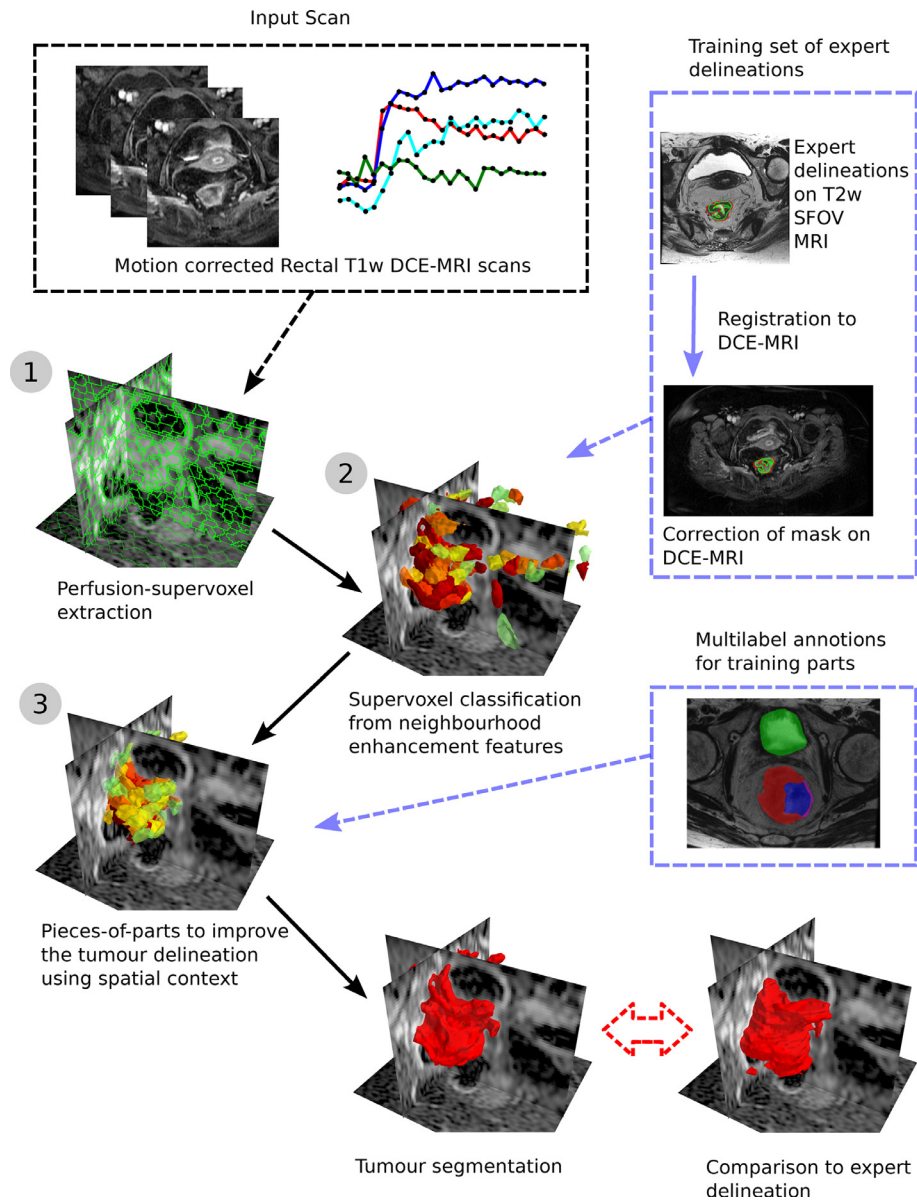 Input Scan
Motion corrected Rectal T1w DCE-MRI scans
Training set of expert
delineations
Expert
delineations
on T2w
SFOV
MRI
Registration to
DCE-MRI
Correction of mask on
DCE-MRI
1
Perfusion-supervoxel
extraction
2
Supervoxel classification
from neighbourhood
enhancement features
Multilabel annotions
for training parts
3
Pieces-of-parts to improve
the tumour delineation
using spatial context
Tumour segmentation
Comparison to expert
delineation